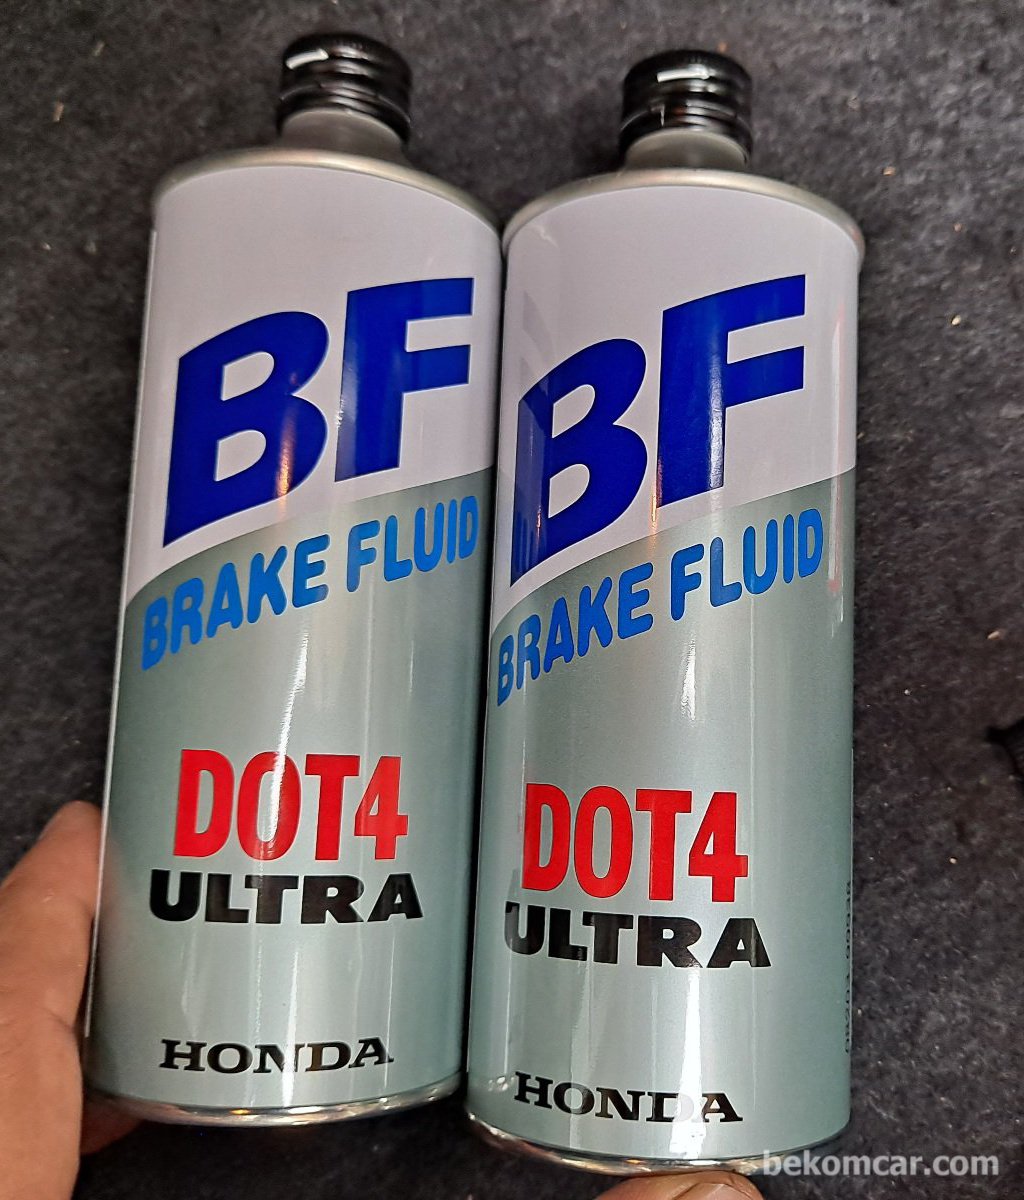 BF
BRAKE FLUID
DOT4
ULTRA
HONDA
BF
BRAKE FLUID
DOT4
ULTRA
HONDA
bekomcar.com